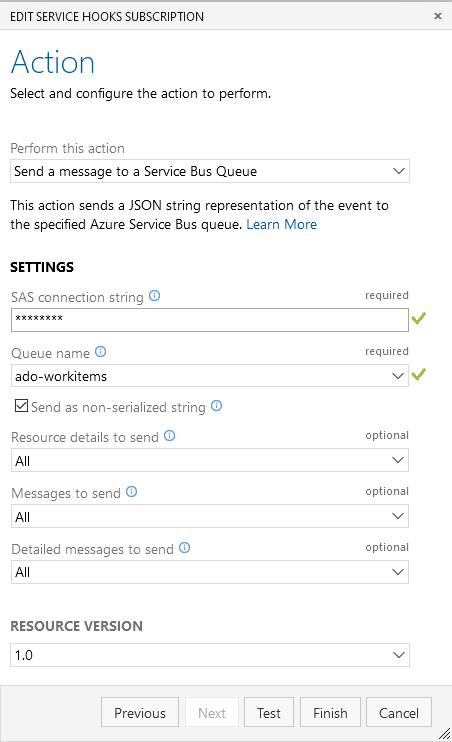 EDIT SERVICE HOOKS SUBSCRIPTION ×
Action
Select and configure the action to perform.
Perform this action
Send a message to a Service Bus Queue
This action sends a JSON string representation of the event to
the specified Azure Service Bus queue. Learn More
SETTINGS
SAS connection string required
********
Queue name required
ado-workitems
Send as non-serialized string
Resource details to send optional
All
Messages to send optional
All
Detailed messages to send optional
All
RESOURCE VERSION
1.0
Previous Next Test Finish Cancel